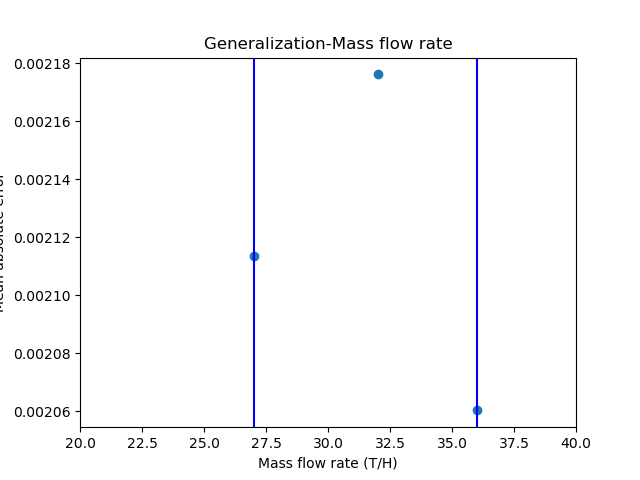 Generalization-Mass flow rate
0.00218
0.00216
0.00214
0.00212
0.00210
0.00208
0.00206
Mean absolute error
20.0 22.5 25.0 27.5 30.0 32.5 35.0 37.5 40.0
Mass flow rate (T/H)